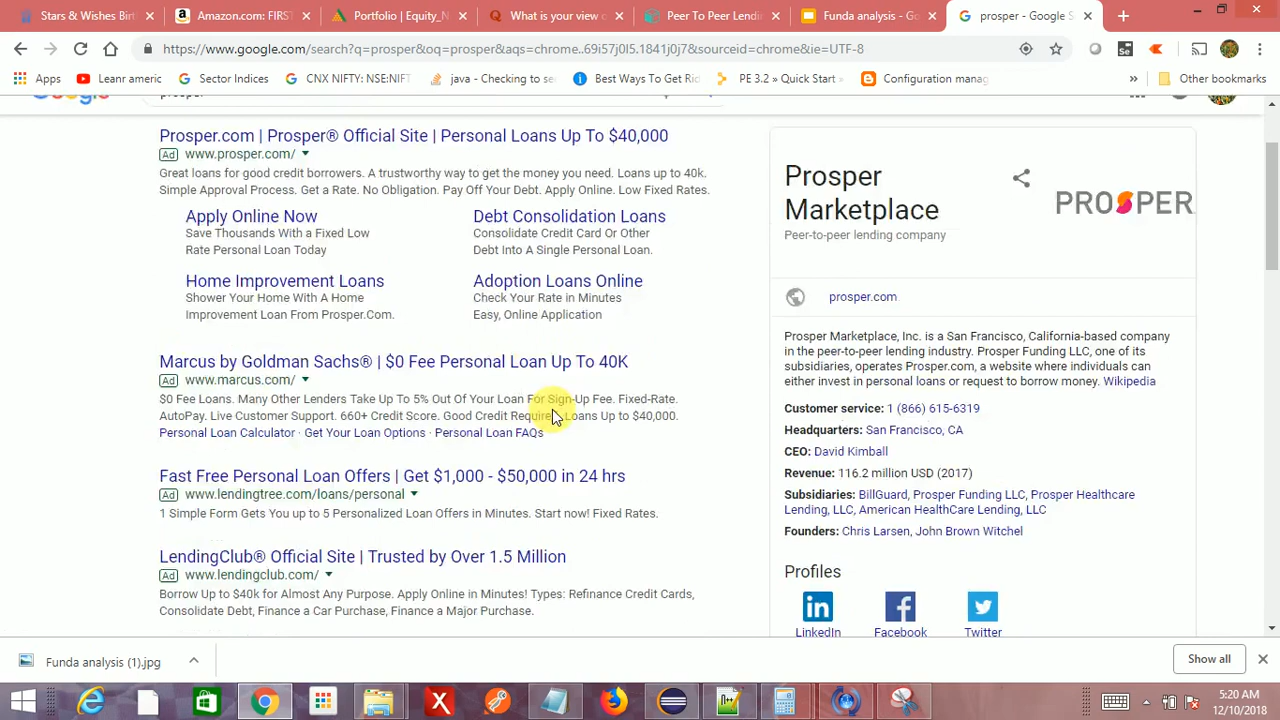 Stars & Wishes Birt
Amazon.com: FIRST
Portfolio | Equity_N
What is your view o
Peer To Peer Lendi
Funda analysis - Go
prosper - Google S
https://www.google.com/search?q=prosper&oq=prosper&aqs=chrome..69i57j0l5.1841j0j7&sourceid=chrome&ie=UTF-8
Apps
Leanr americ
Sector Indices
CNX NIFTY: NSE:NIFT
java - Checking to se
Best Ways To Get Rid
PE 3.2 » Quick Start
Configuration manag
Other bookmarks
Prosper.com | Prosper® Official Site | Personal Loans Up To $40,000
Ad www.prosper.com/
Great loans for good credit borrowers. A trustworthy way to get the money you need. Loans up to 40k.
Simple Approval Process. Get a Rate. No Obligation. Pay Off Your Debt. Apply Online. Low Fixed Rates.
Apply Online Now
Save Thousands With a Fixed Low
Rate Personal Loan Today
Debt Consolidation Loans
Consolidate Credit Card Or Other
Debt Into A Single Personal Loan.
Home Improvement Loans
Shower Your Home With A Home
Improvement Loan From Prosper.Com.
Adoption Loans Online
Check Your Rate in Minutes
Easy, Online Application
Marcus by Goldman Sachs® | $0 Fee Personal Loan Up To 40K
Ad www.marcus.com/
$0 Fee Loans. Many Other Lenders Take Up To 5% Out Of Your Loan For Sign-Up Fee. Fixed-Rate.
AutoPay. Live Customer Support. 660+ Credit Score. Good Credit Require Loans Up to $40,000.
Personal Loan Calculator · Get Your Loan Options · Personal Loan FAQs
Fast Free Personal Loan Offers | Get $1,000 - $50,000 in 24 hrs
Ad www.lendingtree.com/loans/personal
1 Simple Form Gets You up to 5 Personalized Loan Offers in Minutes. Start now! Fixed Rates.
LendingClub® Official Site | Trusted by Over 1.5 Million
Ad www.lendingclub.com/
Borrow Up to $40k for Almost Any Purpose. Apply Online in Minutes! Types: Refinance Credit Cards,
Consolidate Debt, Finance a Car Purchase, Finance a Major Purchase.
Prosper
Marketplace
Peer-to-peer lending company
PROSPER
prosper.com
Prosper Marketplace, Inc. is a San Francisco, California-based company
in the peer-to-peer lending industry. Prosper Funding LLC, one of its
subsidiaries, operates Prosper.com, a website where individuals can
either invest in personal loans or request to borrow money. Wikipedia
Customer service: 1 (866) 615-6319
Headquarters: San Francisco, CA
CEO: David Kimball
Revenue: 116.2 million USD (2017)
Subsidiaries: BillGuard, Prosper Funding LLC, Prosper Healthcare
Lending, LLC, American HealthCare Lending, LLC
Founders: Chris Larsen, John Brown Witchel
Profiles
LinkedIn
Facebook
Twitter
Funda analysis (1).jpg
Show all
5:20 AM
12/10/2018